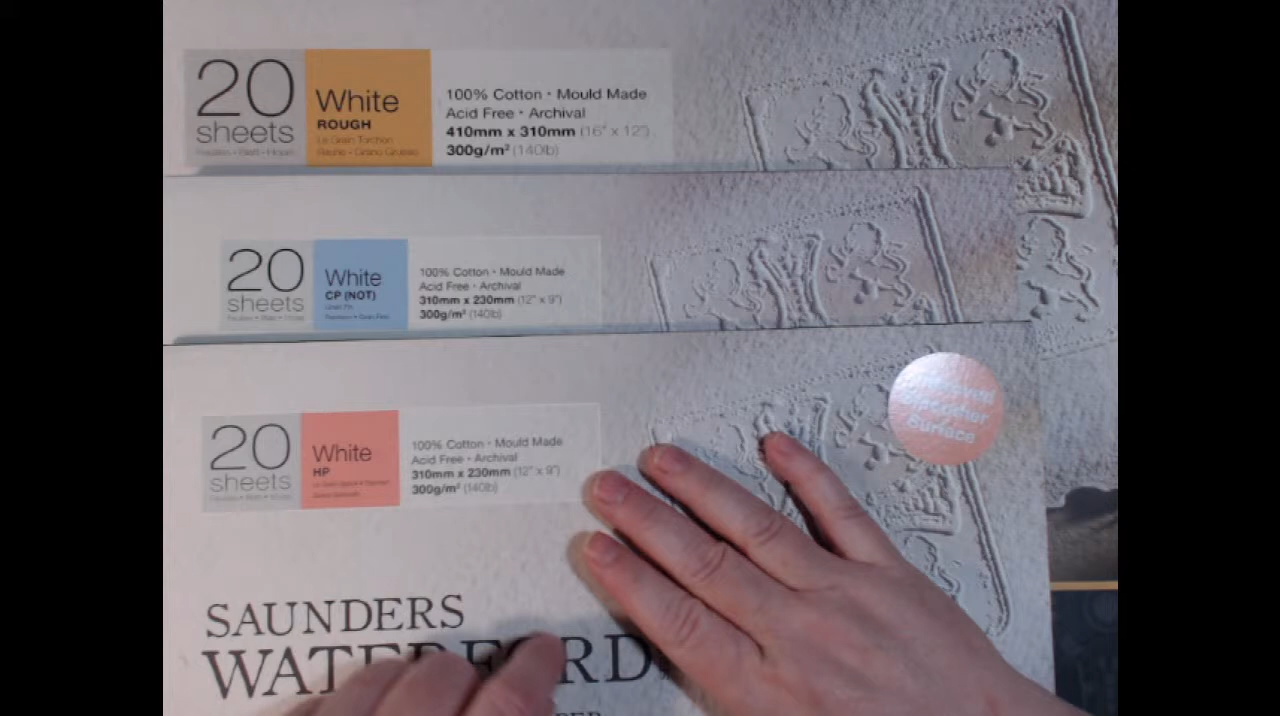 20
sheets
White
ROUGH
100% Cotton • Mould Made
Acid Free • Archival
410mm x 310mm (16" x 12")
300g/m² (140lb)
20
sheets
White
CP (NOT)
100% Cotton • Mould Made
Acid Free • Archival
310mm x 230mm (12" x 9")
300g/m² (140lb)
20
sheets
White
HP
100% Cotton • Mould Made
Acid Free • Archival
310mm x 230mm (12" x 9")
300g/m² (140lb)
Improved
Smoother
Surface
SAUNDERS